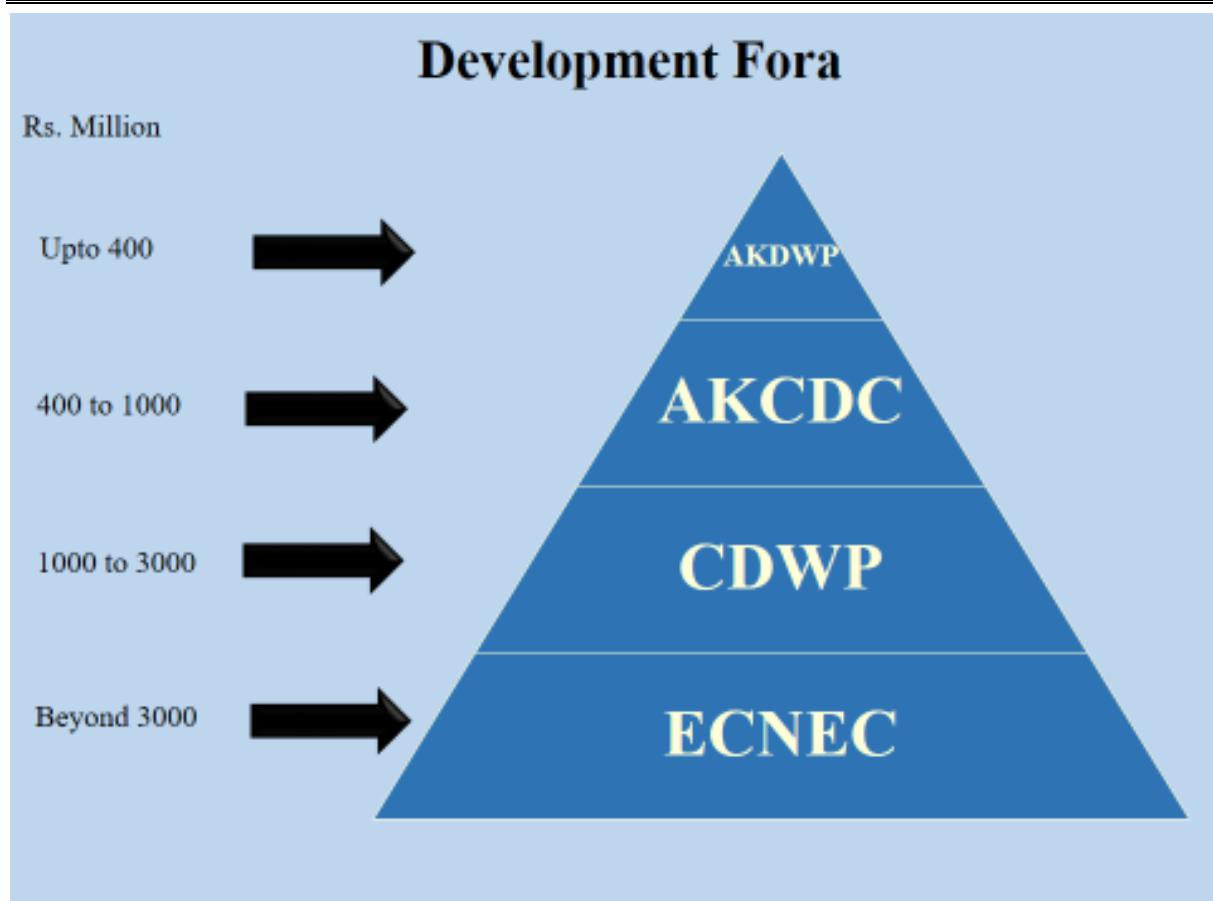 Development Fora
Rs. Million
Upto 400
AKDWP
400 to 1000
AKCDC
1000 to 3000
CDWP
Beyond 3000
ECNEC